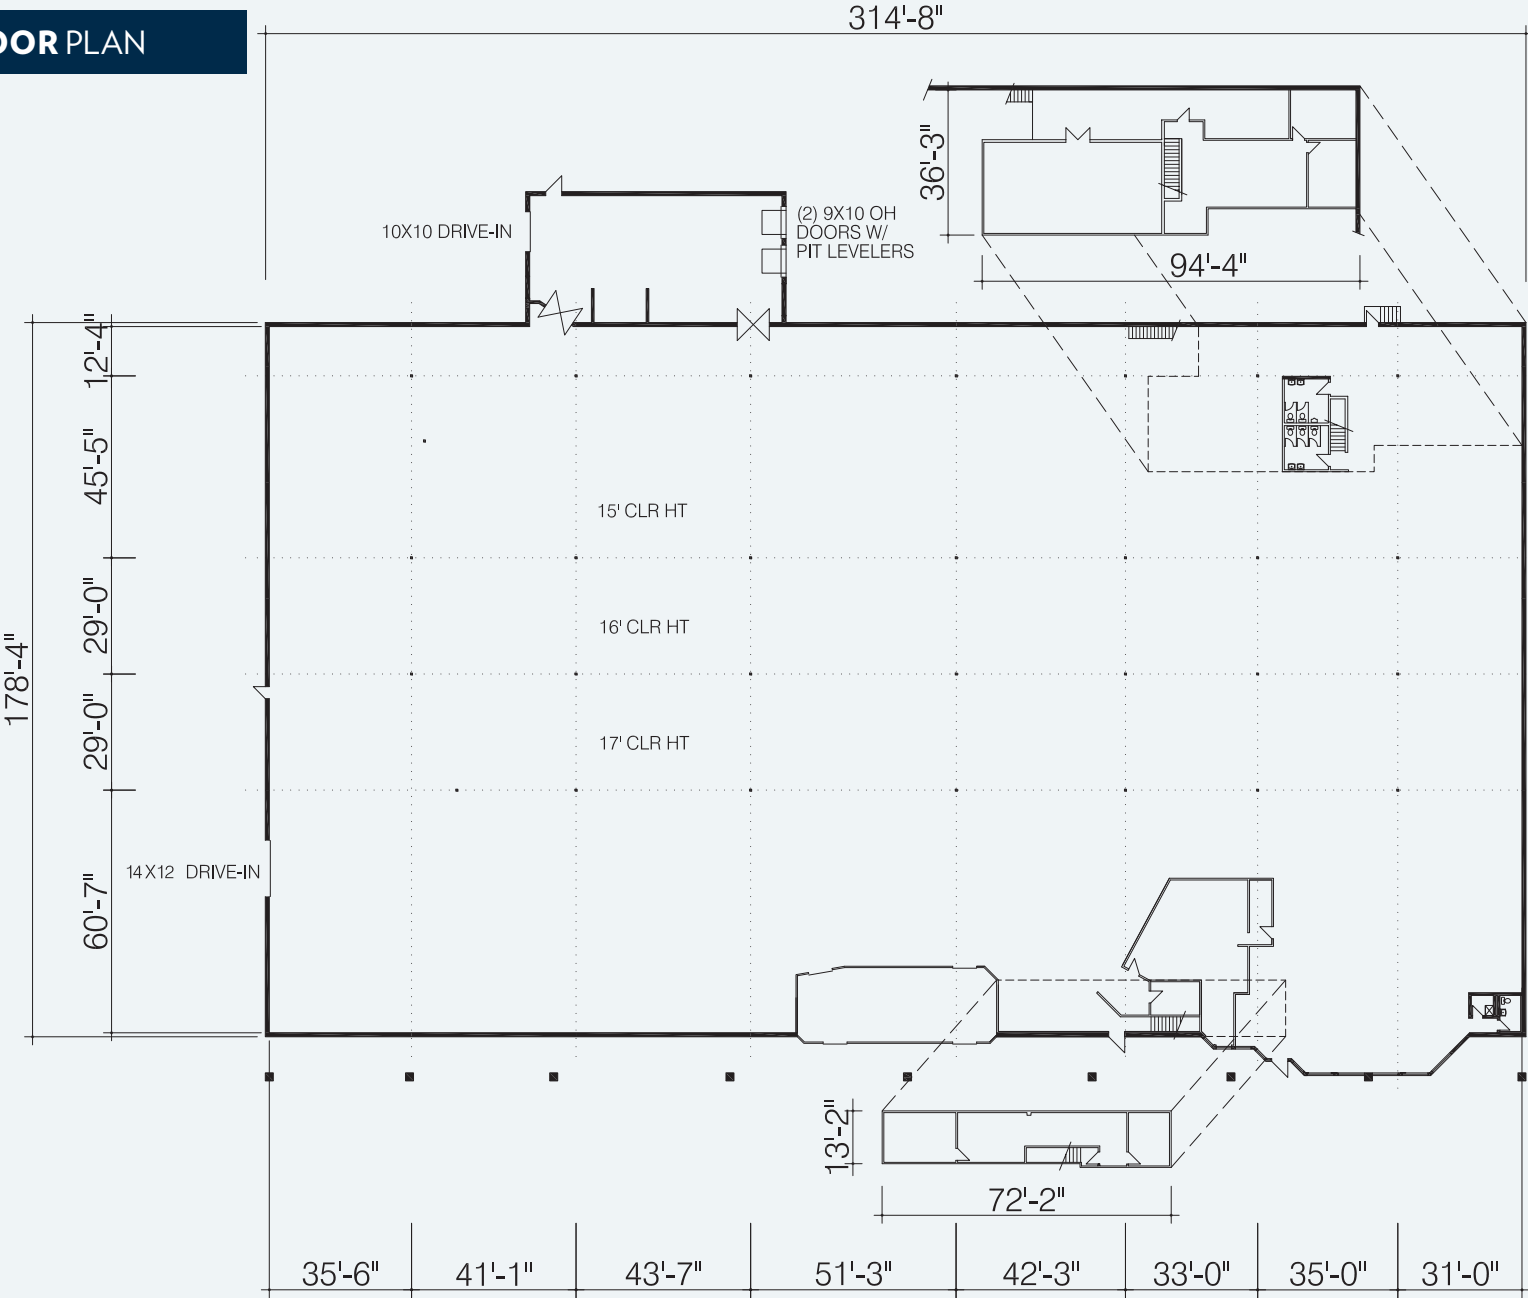 OOR PLAN
314'-8"
36'-3"
94'-4"
10X10 DRIVE-IN
(2) 9X10 OH
DOORS W/
PIT LEVELERS
12'-4"
45'-5"
29'-0"
29'-0"
60'-7"
178'-4"
15' CLR HT
16' CLR HT
17' CLR HT
14X12 DRIVE-IN
13'-2"
72'-2"
35'-6" 41'-1" 43'-7" 51'-3" 42'-3" 33'-0" 35'-0" 31'-0"